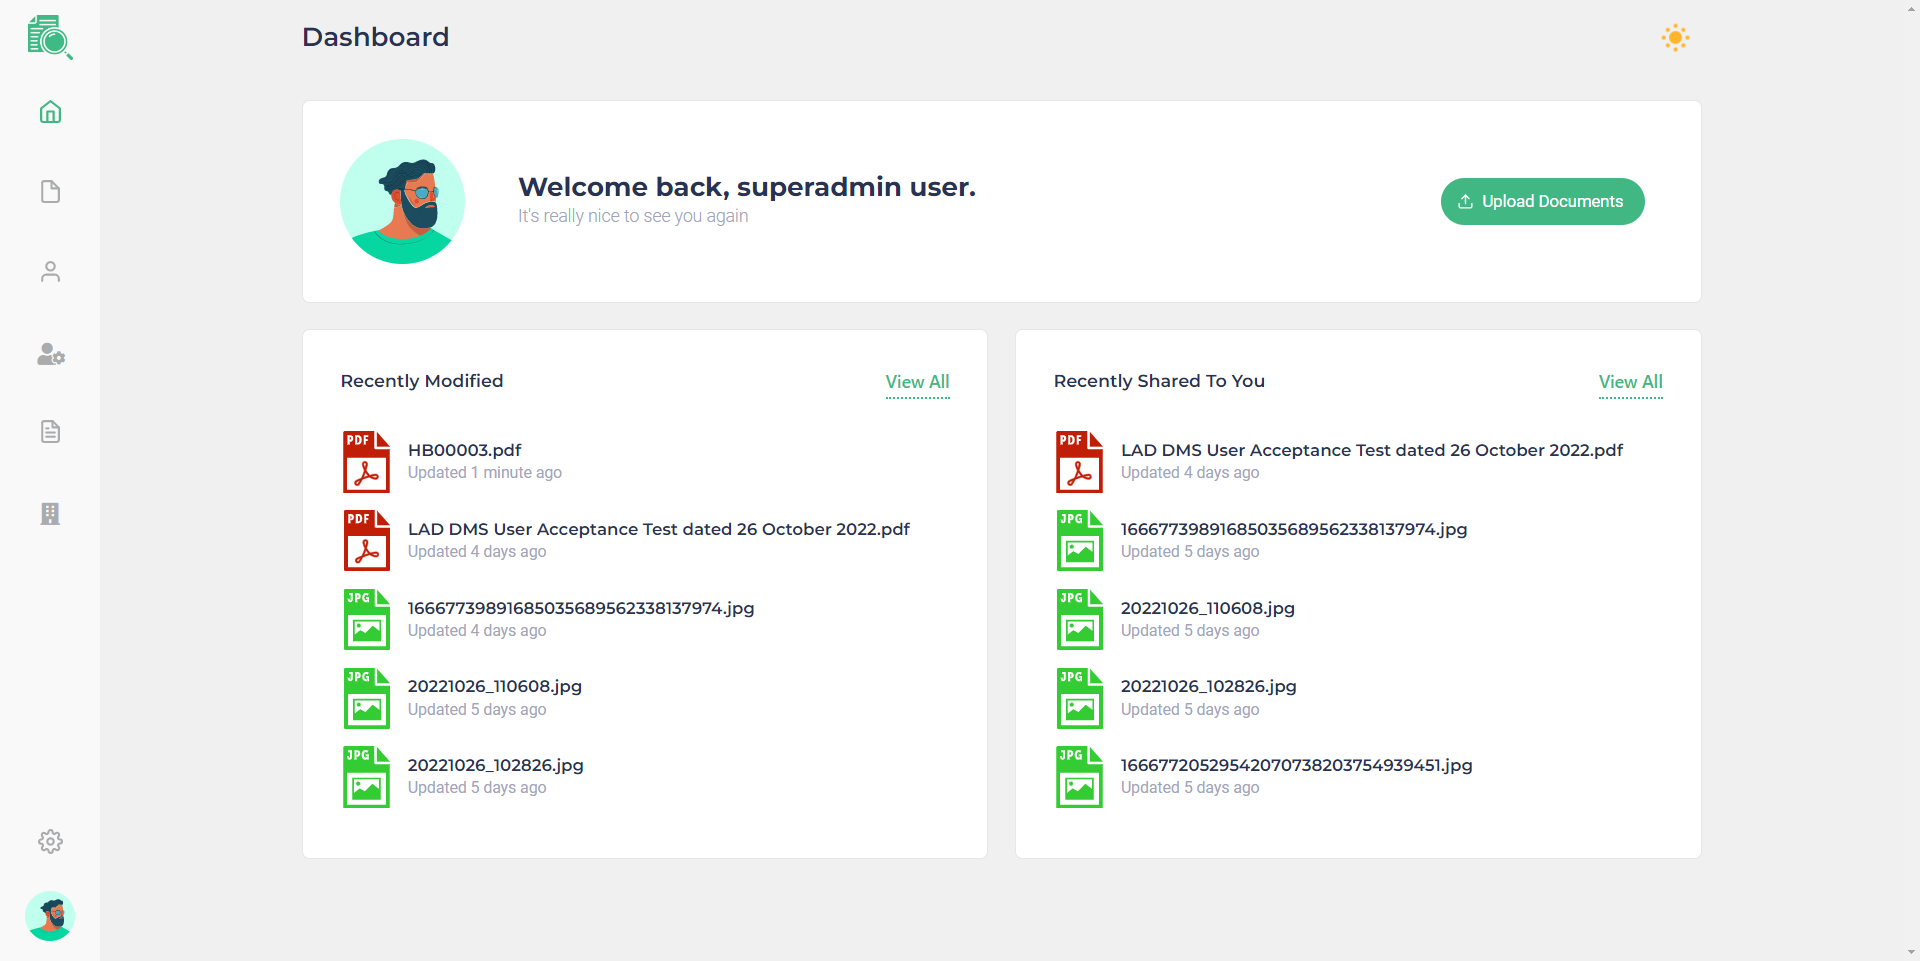 Dashboard
Welcome back, superadmin user.
It's really nice to see you again
Upload Documents
Recently Modified
View All
PDF
HB00003.pdf
Updated 1 minute ago
PDF
LAD DMS User Acceptance Test dated 26 October 2022.pdf
Updated 4 days ago
JPG
16667739891685035689562338137974.jpg
Updated 4 days ago
JPG
20221026_110608.jpg
Updated 5 days ago
JPG
20221026_102826.jpg
Updated 5 days ago
Recently Shared To You
View All
PDF
LAD DMS User Acceptance Test dated 26 October 2022.pdf
Updated 4 days ago
JPG
16667739891685035689562338137974.jpg
Updated 5 days ago
JPG
20221026_110608.jpg
Updated 5 days ago
JPG
20221026_102826.jpg
Updated 5 days ago
JPG
16667720529542070738203754939451.jpg
Updated 5 days ago